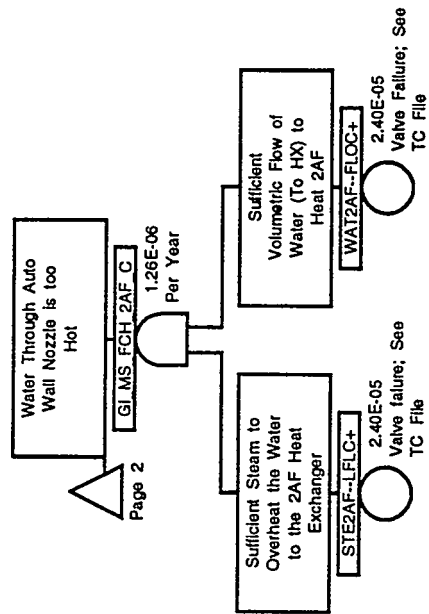 Water Through Auto
Wall Nozzle is too
Hot
GI MS FCH 2AF C
Page 2
1.26E-06
Per Year
Sufficient Steam to
Overheat the Water
to the 2AF Heat
Exchanger
STE2AF--LFLC+
2.40E-05
Valve failure; See
TC File
Sufficient
Volumetric Flow of
Water (To HX) to
Heat 2AF
WAT2AF--FLOC+
2.40E-05
Valve Failure; See
TC File